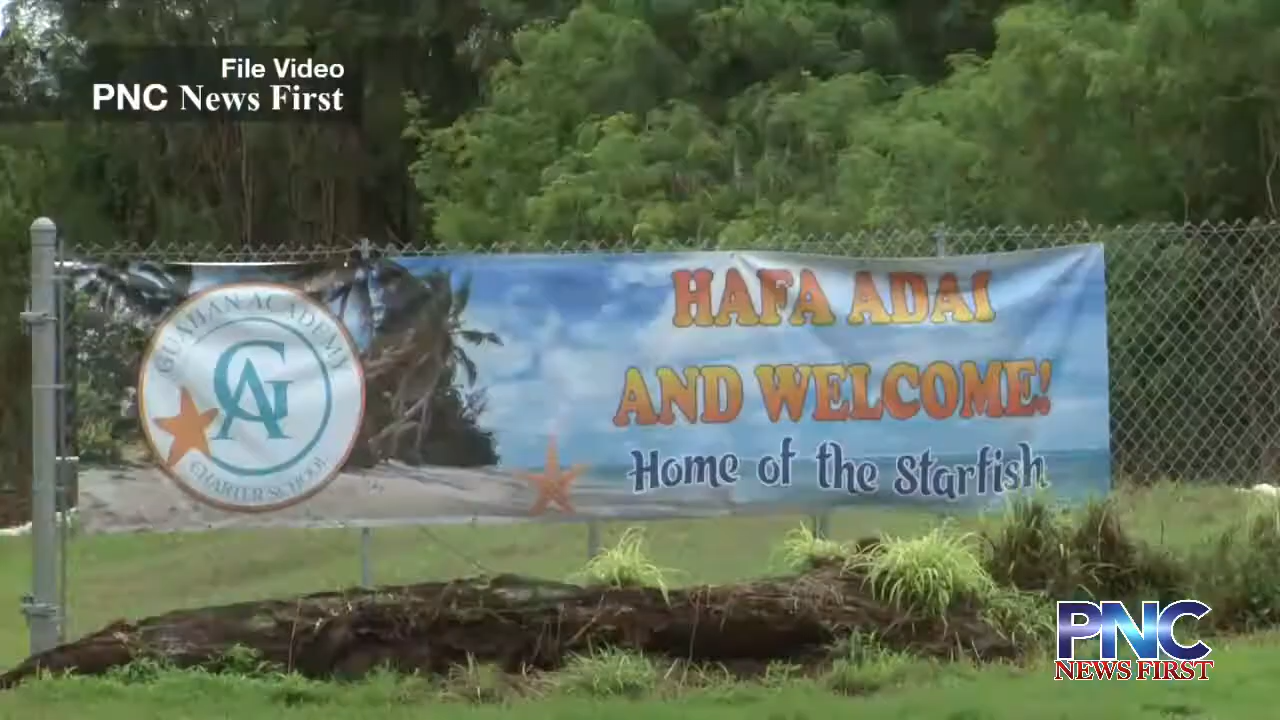 File Video
PNC News First
GUAHAN ACADEMY
GA
CHARTER SCHOOL
HAFA ADAI
AND WELCOME!
Home of the Starfish
PNC
NEWS FIRST